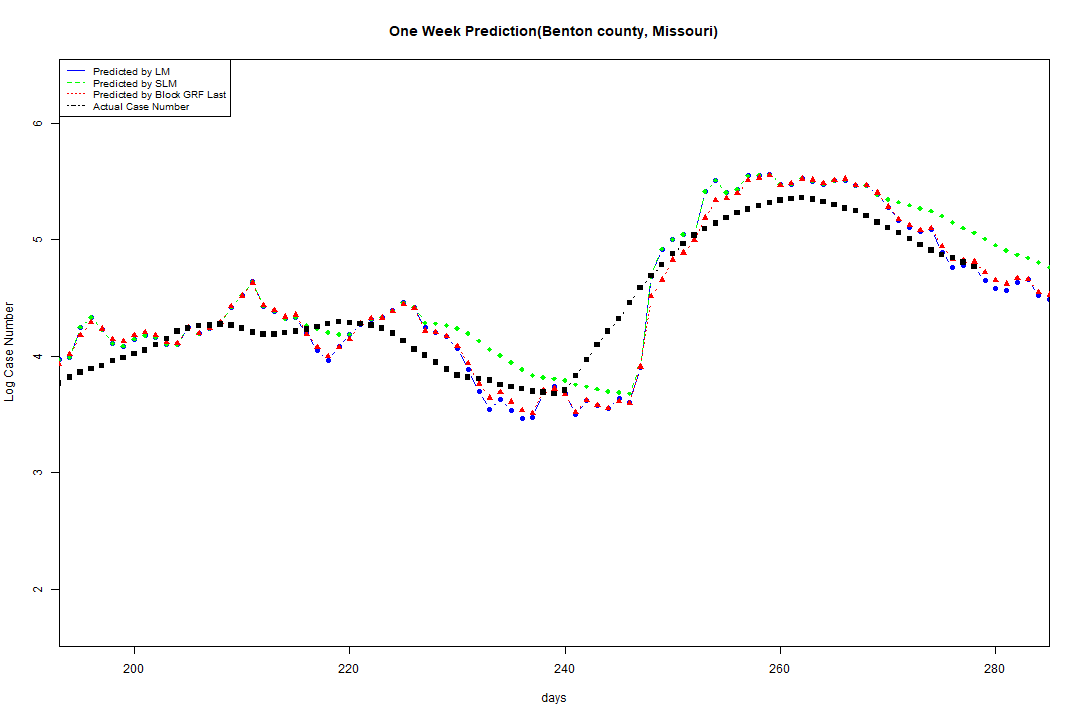 One Week Prediction(Benton county, Missouri)
Predicted by LM
Predicted by SLM
Predicted by Block GRF Last
Actual Case Number
6
5
4
3
2
Log Case Number
200 220 240 260 280
days